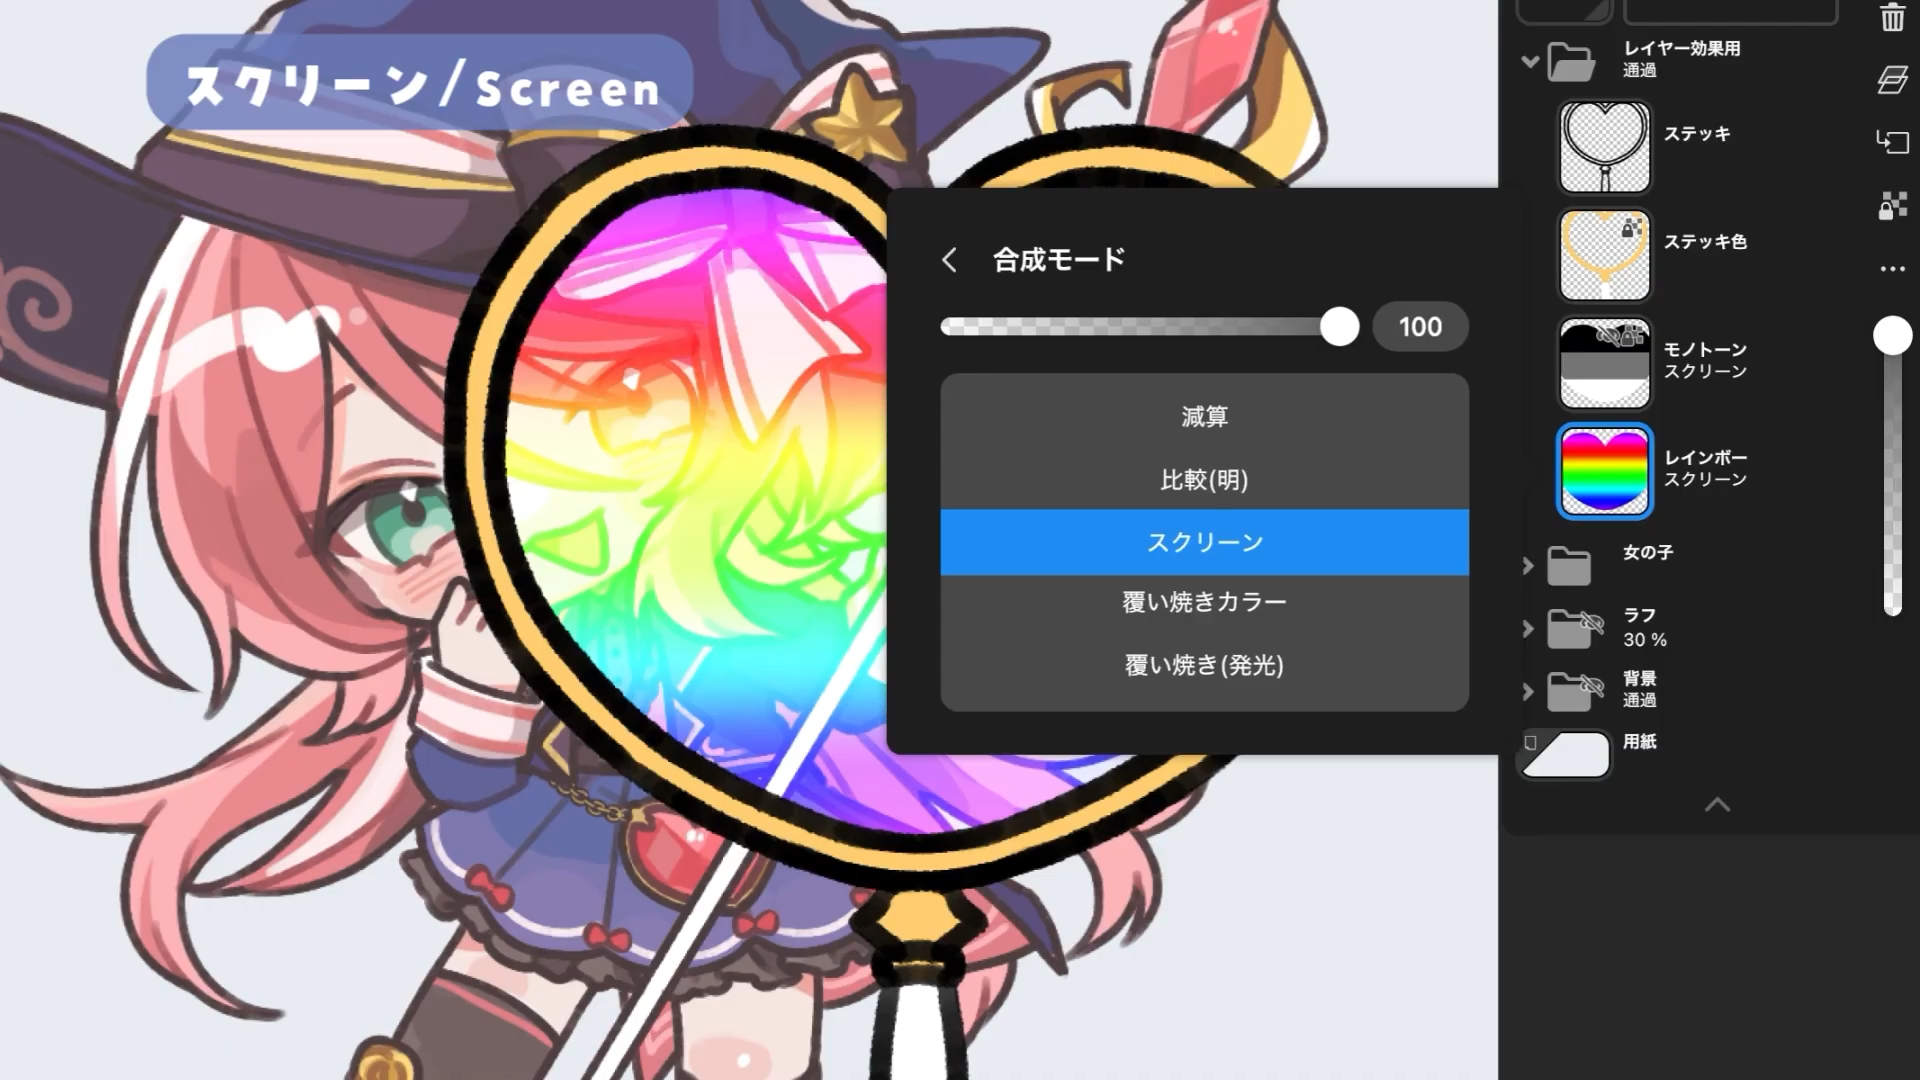 スクリーン/Screen
合成モード
100
減算
比較(明)
スクリーン
覆い焼きカラー
覆い焼き(発光)
レイヤー効果用
通過
ステッキ
ステッキ色
モノトーン
スクリーン
レインボー
スクリーン
女の子
ラフ
30 %
背景
通過
用紙